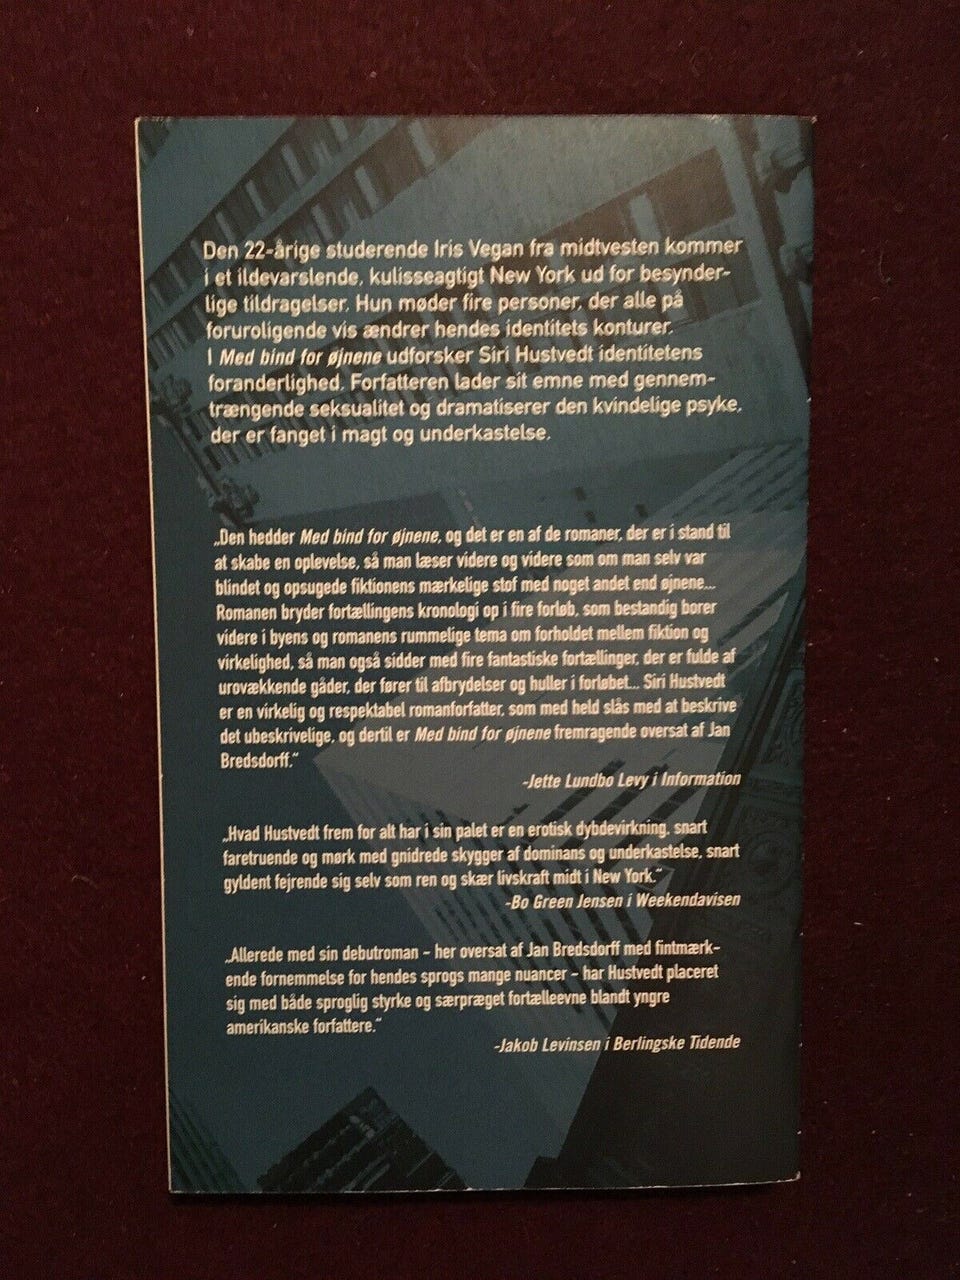 Den 22-årige studerende Iris Vegan fra midtvesten kommer
i et ildevarslende, kulisseagtigt New York ud for besynder-
lige tildragelser. Hun møder fire personer, der alle på
foruroligende vis ændrer hendes identitets konturer.
I Med bind for øjnene udforsker Siri Hustvedt identitetens
foranderlighed. Forfatteren lader sit emne med gennem-
trængende seksualitet og dramatiserer den kvindelige psyke,
der er fanget i magt og underkastelse.
„Den hedder Med bind for øjnene, og det er en af de romaner, der er i stand til
at skabe en oplevelse, så man læser videre og videre som om man selv var
blindet og opsugede fiktionens mærkelige stof med noget andet end øjnene...
Romanen bryder fortællingens kronologi op i fire forløb, som bestandig borer
videre i byens og romanens rummelige tema om forholdet mellem fiktion og
virkelighed, så man også sidder med fire fantastiske fortællinger, der er fulde af
urovækkende gåder, der fører til afbrydelser og huller i forløbet... Siri Hustvedt
er en virkelig og respektabel romanforfatter, som med held slås med at beskrive
det ubeskrivelige, og dertil er Med bind for øjnene fremragende oversat af Jan
Bredsdorff.“
-Jette Lundbo Levy i Information
„Hvad Hustvedt frem for alt har i sin palet er en erotisk dybdevirkning, snart
faretruende og mørk med gnidrede skygger af dominans og underkastelse, snart
gyldent fejrende sig selv som ren og skær livskraft midt i New York.“
-Bo Green Jensen i Weekendavisen
„Allerede med sin debutroman – her oversat af Jan Bredsdorff med fintmærk-
ende fornemmelse for hendes sprogs mange nuancer – har Hustvedt placeret
sig med både sproglig styrke og særpræget fortælleevne blandt yngre
amerikanske forfattere.“
-Jakob Levinsen i Berlingske Tidende